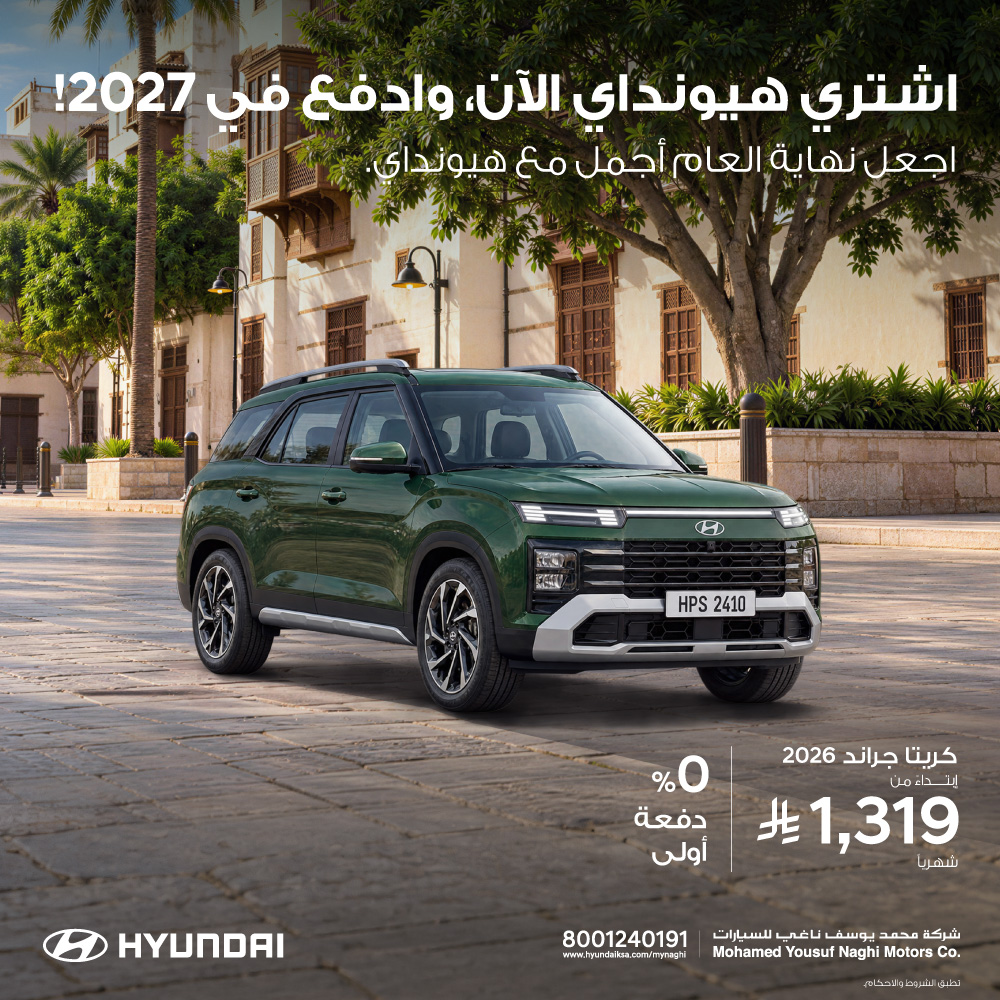 اشتري هيونداي الآن، وادفع في 2027!
اجعل نهاية العام أجمل مع هيونداي.
HPS 2410
كريتا جراند 2026
إبتــداءً من
1,319
شهرياً
0%
دفعة
أولى
HYUNDAI
8001240191
www.hyundaiksa.com/mynaghi
شركة محمد يوسف ناغي للسيارات
Mohamed Yousuf Naghi Motors Co.
تطبق الشروط والاحكام.